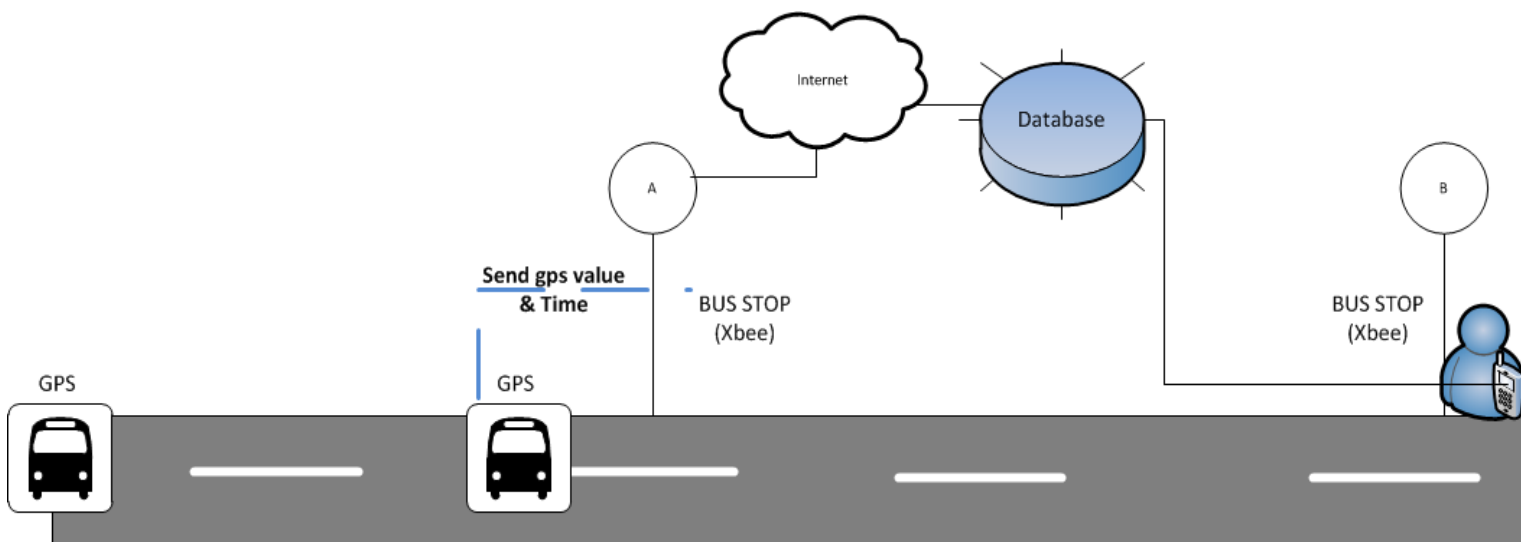 Internet
Database
A
B
Send gps value
& Time
BUS STOP
(Xbee)
BUS STOP
(Xbee)
GPS
GPS